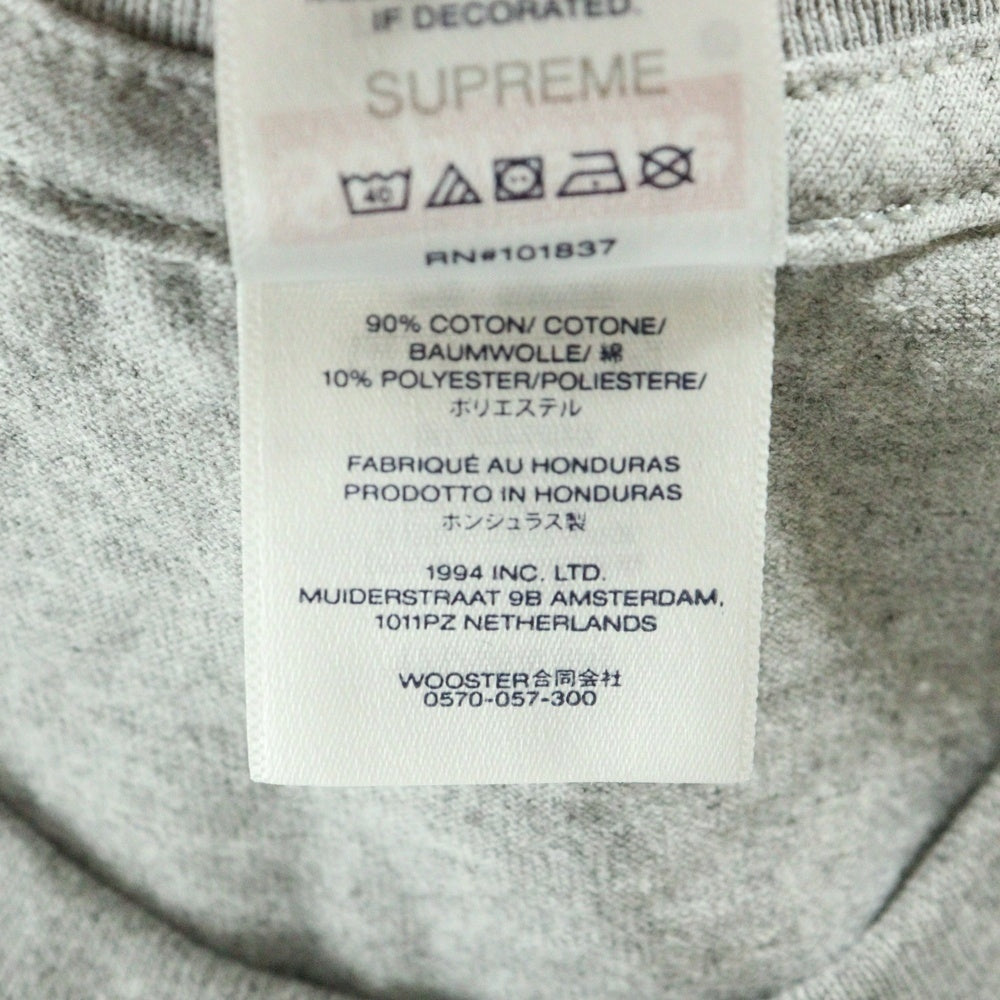 IF DECORATED.
SUPREME
40
RN#101837
90% COTON/ COTONE/
BAUMWOLLE/ 綿
10% POLYESTER/POLIESTERE/
ポリエステル
FABRIQUÉ AU HONDURAS
PRODOTTO IN HONDURAS
ホンジュラス製
1994 INC. LTD.
MUIDERSTRAAT 9B AMSTERDAM,
1011PZ NETHERLANDS
WOOSTER合同会社
0570-057-300